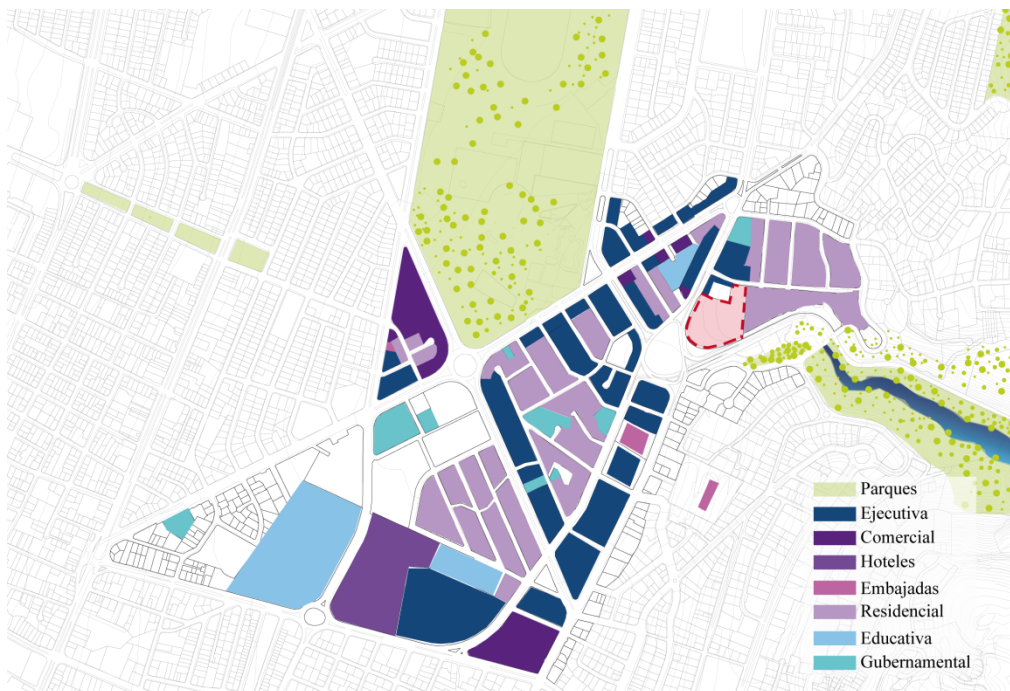 Parques
Ejecutiva
Comercial
Hoteles
Embajadas
Residencial
Educativa
Gubernamental